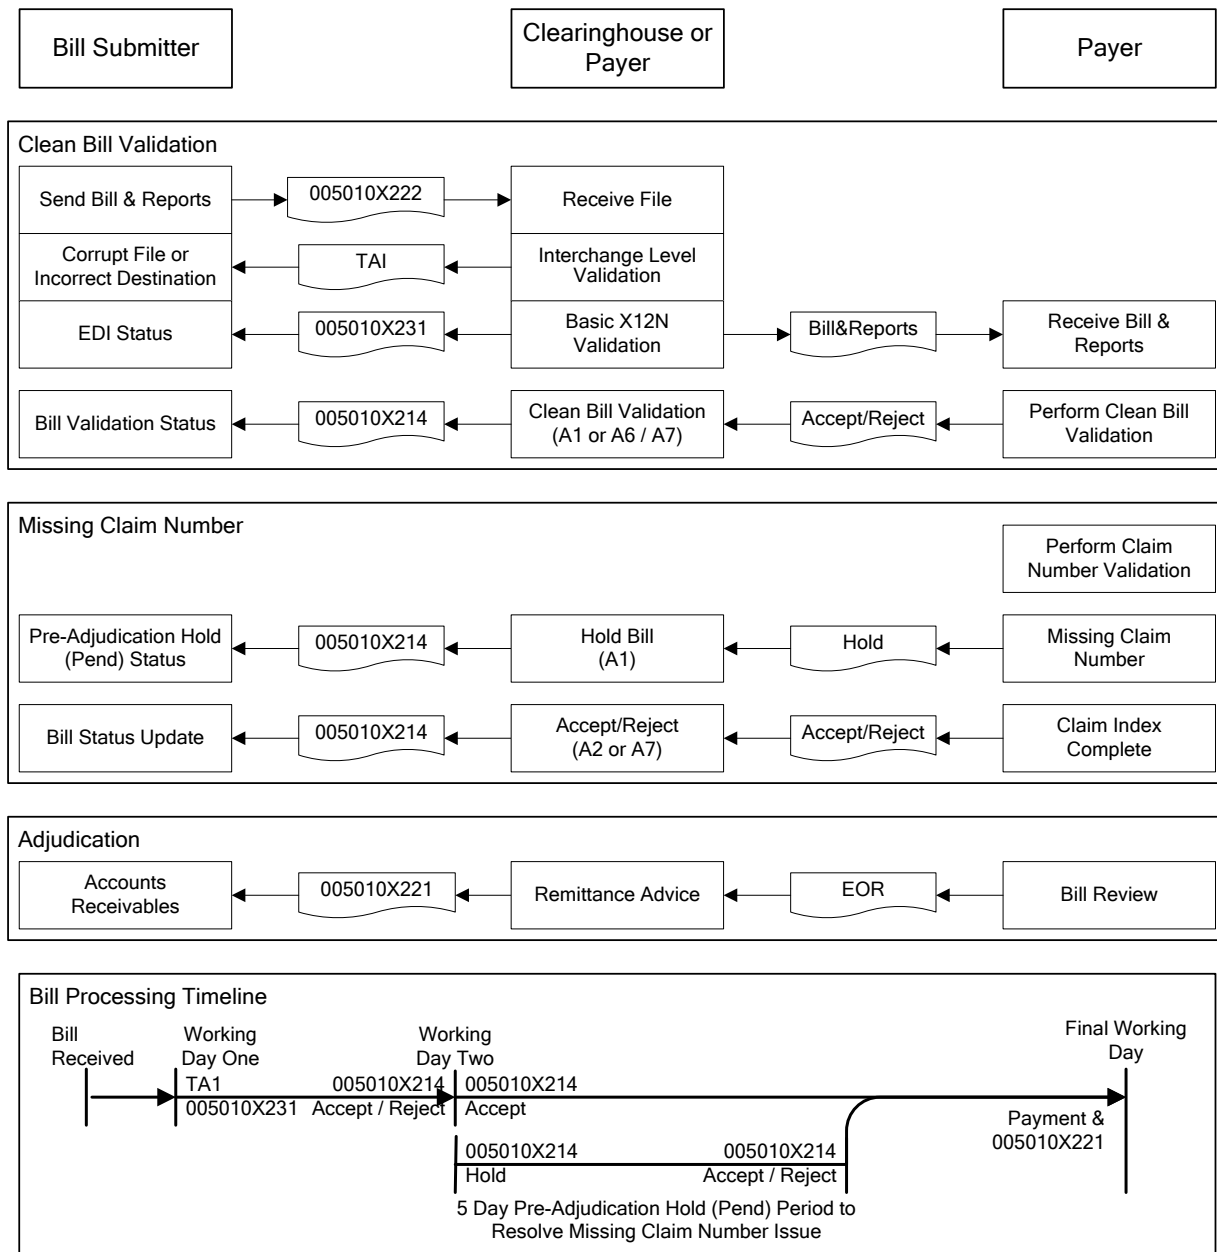 Bill Submitter
Clearinghouse or
Payer
Payer
Clean Bill Validation
Send Bill & Reports
005010X222
Receive File
Corrupt File or
Incorrect Destination
TAI
Interchange Level
Validation
EDI Status
005010X231
Basic X12N
Validation
Bill&Reports
Receive Bill &
Reports
Bill Validation Status
005010X214
Clean Bill Validation
(A1 or A6 / A7)
Accept/Reject
Perform Clean Bill
Validation
Missing Claim Number
Perform Claim
Number Validation
Pre-Adjudication Hold
(Pend) Status
005010X214
Hold Bill
(A1)
Hold
Missing Claim
Number
Bill Status Update
005010X214
Accept/Reject
(A2 or A7)
Accept/Reject
Claim Index
Complete
Adjudication
Accounts
Receivables
005010X221
Remittance Advice
EOR
Bill Review
Bill Processing Timeline
Bill
Received
Working
Day One
Working
Day Two
Final Working
Day
TA1
005010X231
005010X214
Accept / Reject
005010X214
Accept
Payment &
005010X221
005010X214
Hold
005010X214
Accept / Reject
5 Day Pre-Adjudication Hold (Pend) Period to
Resolve Missing Claim Number Issue